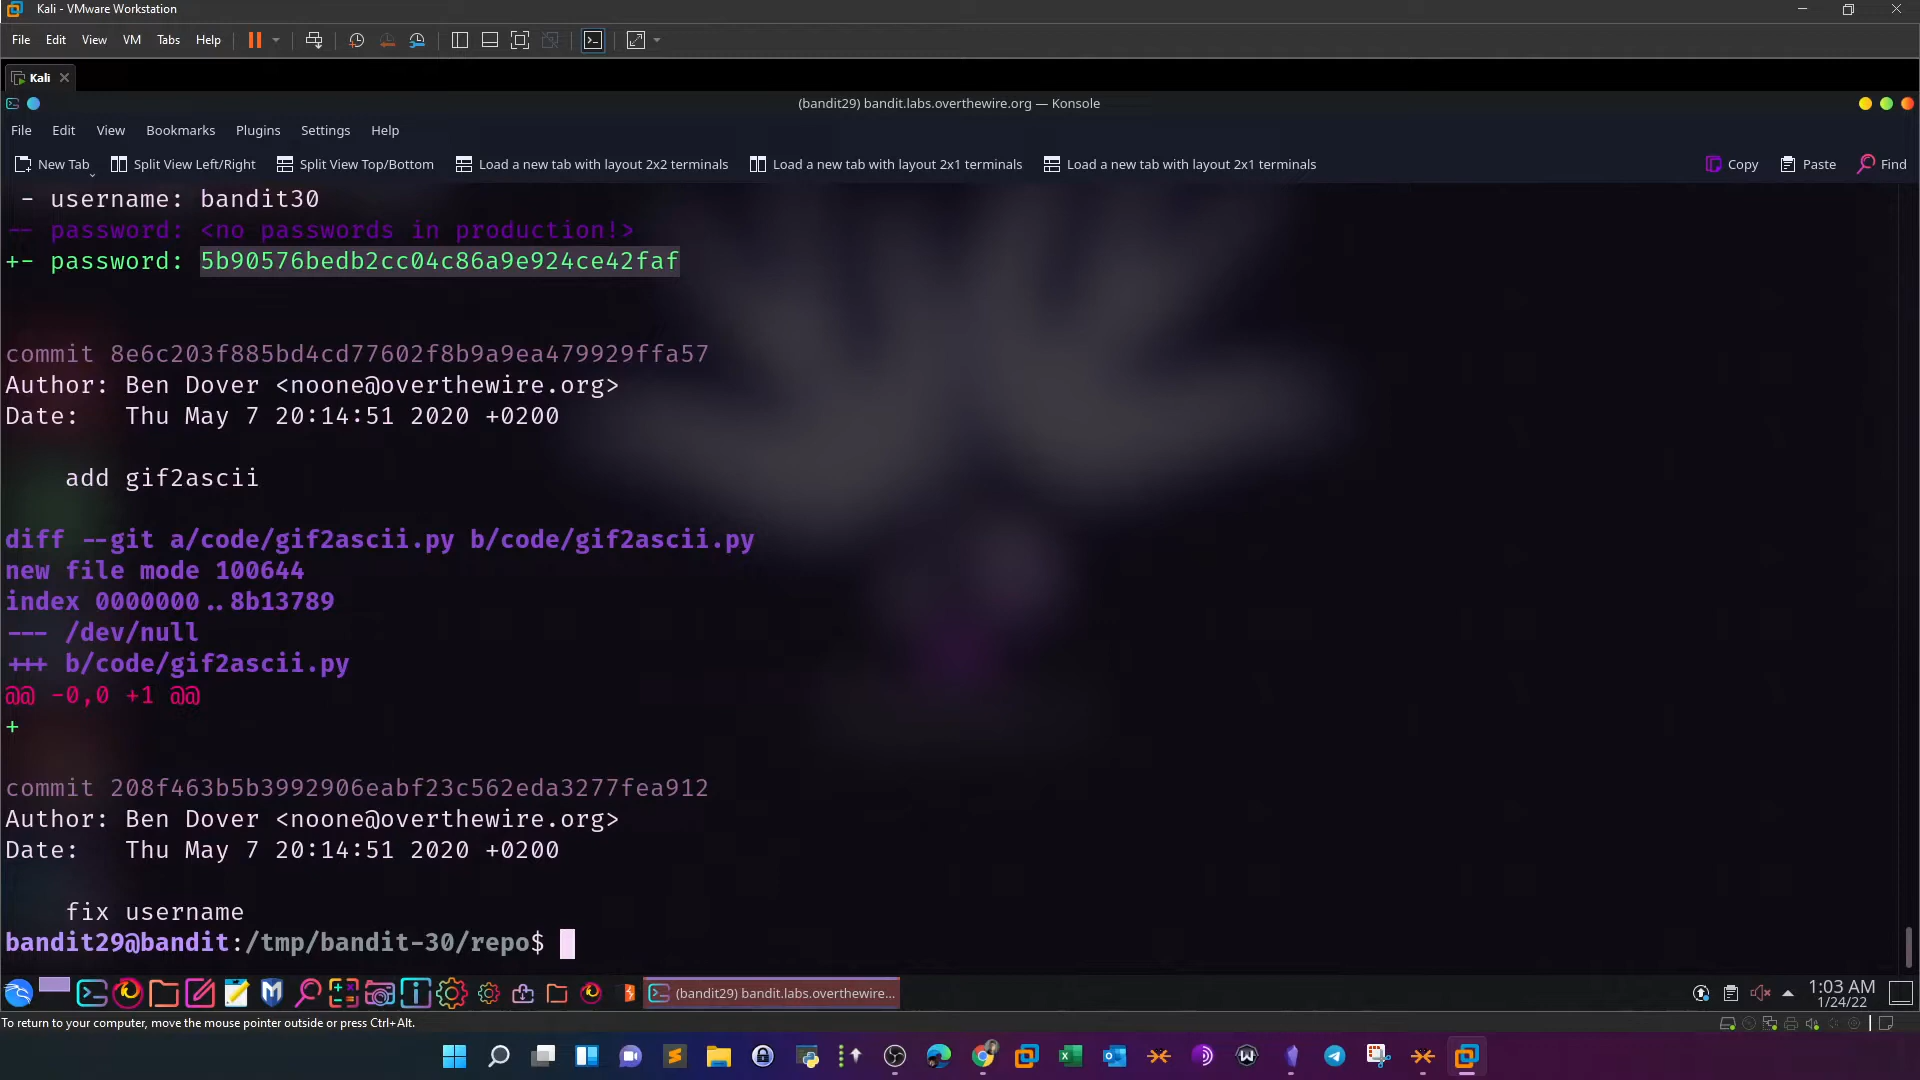 Kali - VMware Workstation
File Edit View VM Tabs Help
Kali
(bandit29) bandit.labs.overthewire.org — Konsole
File Edit View Bookmarks Plugins Settings Help
New Tab Split View Left/Right Split View Top/Bottom Load a new tab with layout 2x2 terminals Load a new tab with layout 2x1 terminals Load a new tab with layout 2x1 terminals Copy Paste Find
- username: bandit30
-- password: <no passwords in production!>
+- password: 5b90576bedb2cc04c86a9e924ce42faf
commit 8e6c203f885bd4cd77602f8b9a9ea479929ffa57
Author: Ben Dover <noone@overthewire.org>
Date:   Thu May 7 20:14:51 2020 +0200
add gif2ascii
diff --git a/code/gif2ascii.py b/code/gif2ascii.py
new file mode 100644
index 0000000..8b13789
--- /dev/null
+++ b/code/gif2ascii.py
@@ -0,0 +1 @@
+
commit 208f463b5b3992906eabf23c562eda3277fea912
Author: Ben Dover <noone@overthewire.org>
Date:   Thu May 7 20:14:51 2020 +0200
fix username
bandit29@bandit:/tmp/bandit-30/repo$
(bandit29) bandit.labs.overthewire...
1:03 AM
1/24/22
To return to your computer, move the mouse pointer outside or press Ctrl+Alt.